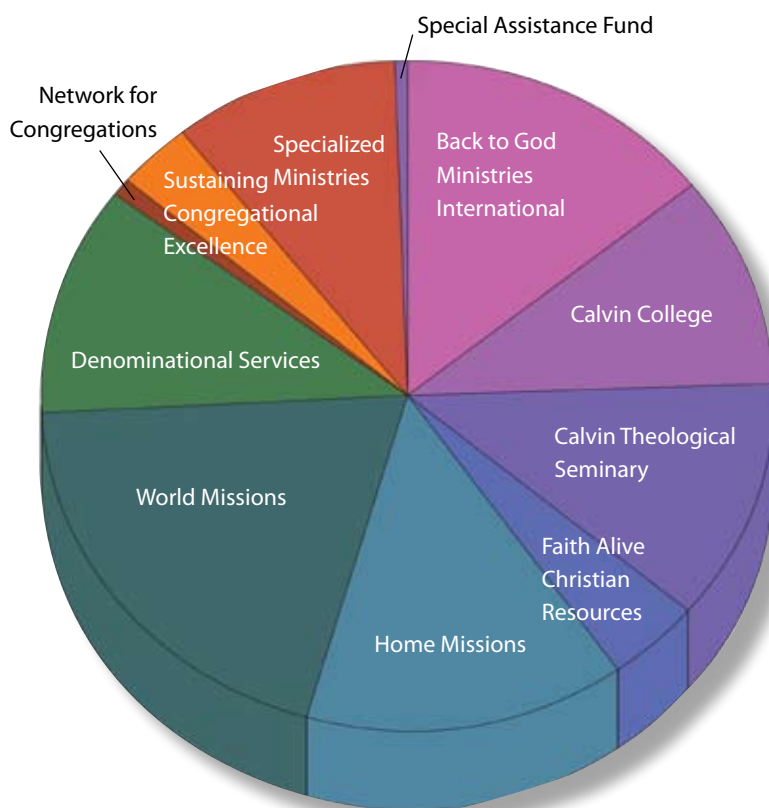 Special Assistance Fund
Network for
Congregations
Specialized
Ministries
Back to God
Ministries
International
Sustaining
Congregational
Excellence
Calvin College
Denominational Services
Calvin Theological
Seminary
World Missions
Faith Alive
Christian
Resources
Home Missions